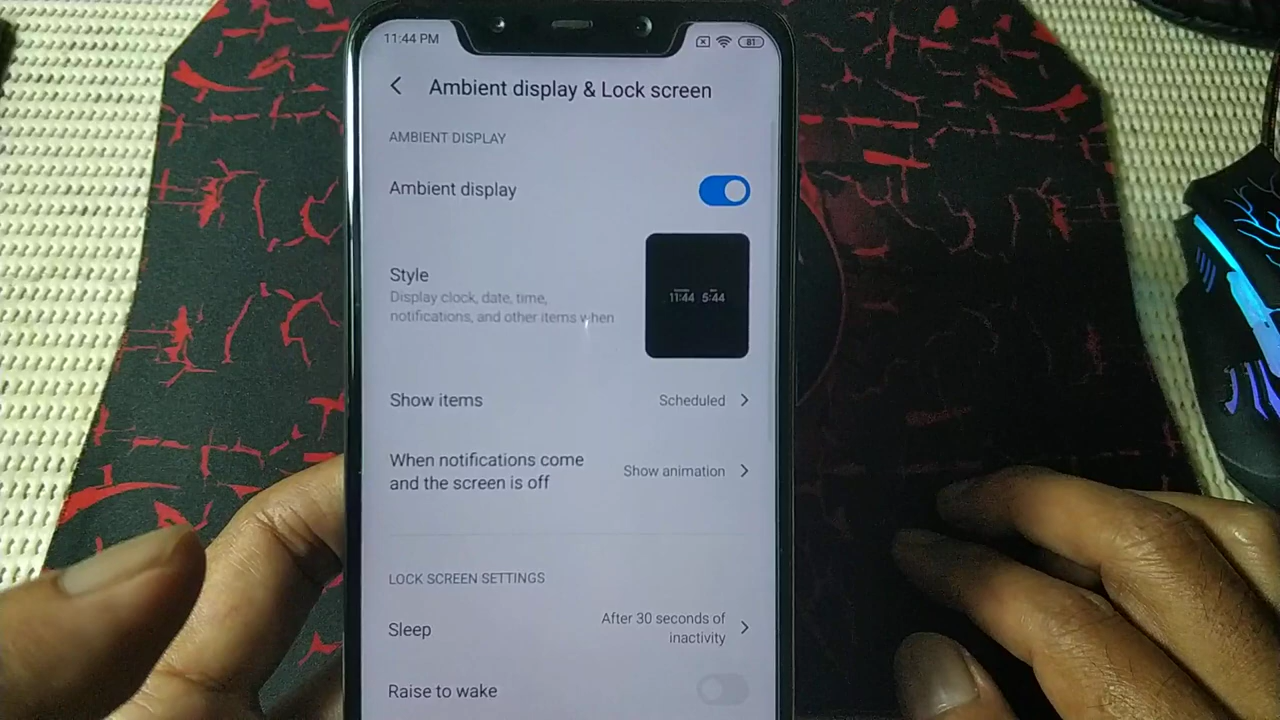 11:44 PM
81
Ambient display & Lock screen
AMBIENT DISPLAY
Ambient display
Style
Display clock, date, time,
notifications, and other items when
11:44 5:44
Show items
Scheduled
When notifications come
and the screen is off
Show animation
LOCK SCREEN SETTINGS
Sleep
After 30 seconds of
inactivity
Raise to wake